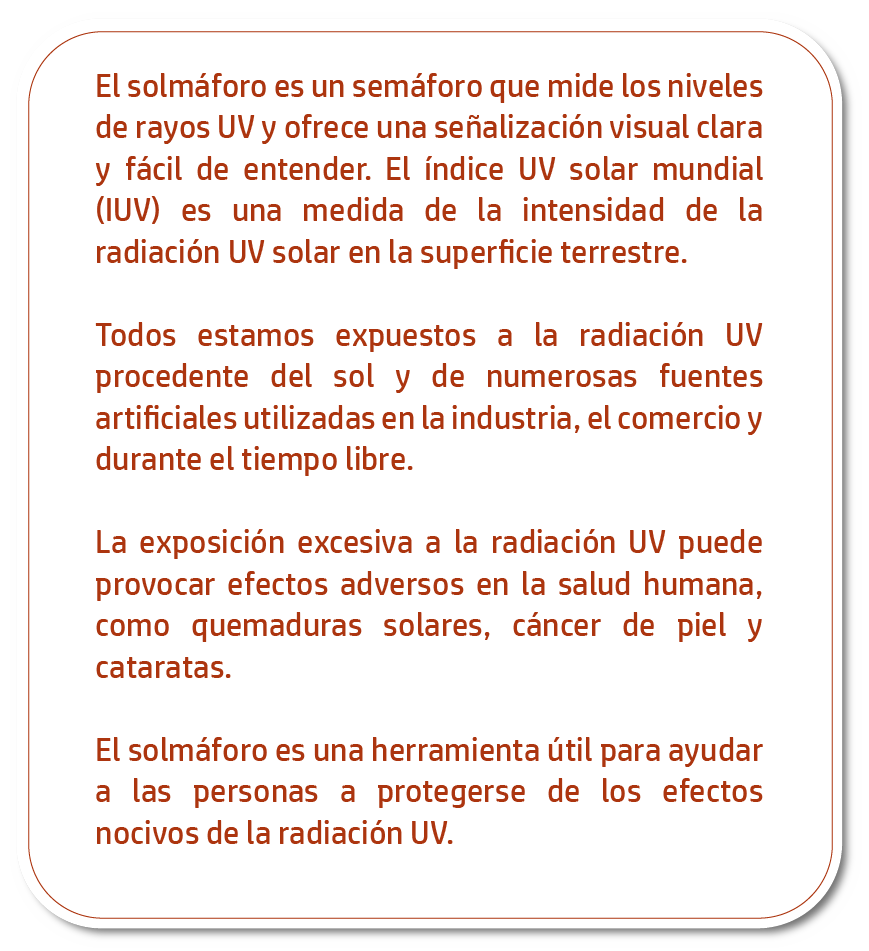 El solmáforo es un semáforo que mide los niveles
de rayos UV y ofrece una señalización visual clara
y fácil de entender. El índice UV solar mundial
(IUV) es una medida de la intensidad de la
radiación UV solar en la superficie terrestre.
Todos estamos expuestos a la radiación UV
procedente del sol y de numerosas fuentes
artificiales utilizadas en la industria, el comercio y
durante el tiempo libre.
La exposición excesiva a la radiación UV puede
provocar efectos adversos en la salud humana,
como quemaduras solares, cáncer de piel y
cataratas.
El solmáforo es una herramienta útil para ayudar
a las personas a protegerse de los efectos
nocivos de la radiación UV.